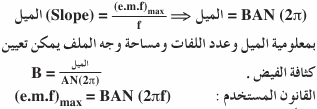 الميل (Slope) = (e.m.f)max / f ⟹ الميل = BAN (2π)
بمعلومية الميل وعدد اللفات ومساحة وجه الملف يمكن تعيين
كثافة الفيض . B = الميل / AN(2π)
القانون المستخدم : (e.m.f)max = BAN (2πf)